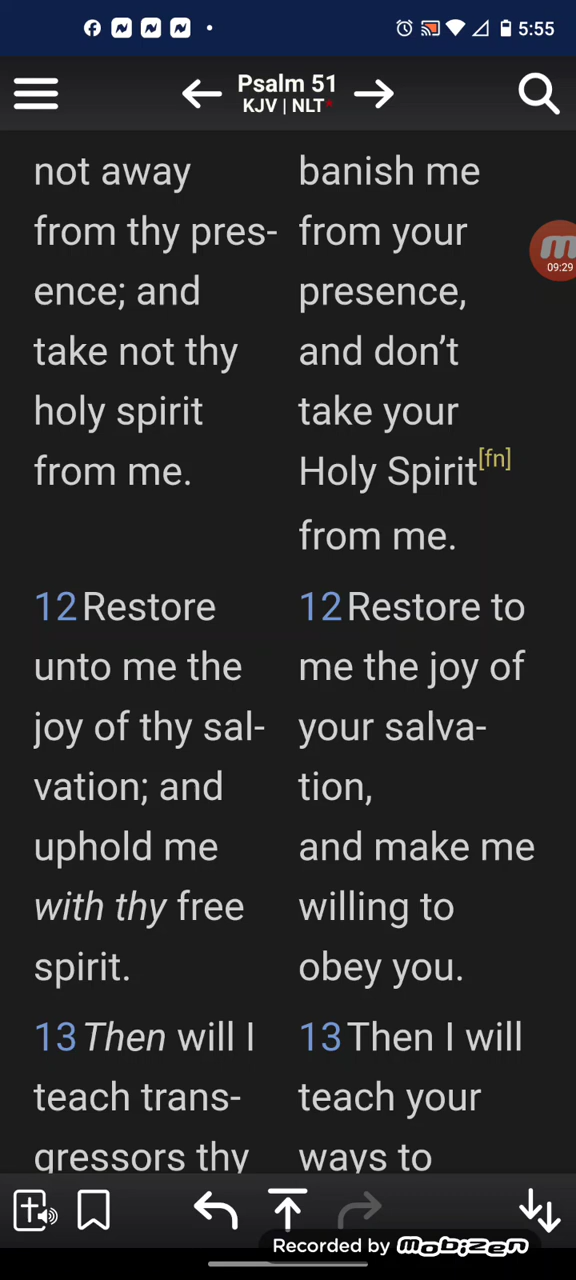 5:55
Psalm 51
KJV | NLT*
09:29
not away
from thy pres-
ence; and
take not thy
holy spirit
from me.
banish me
from your
presence,
and don’t
take your
Holy Spirit[fn]
from me.
12 Restore
unto me the
joy of thy sal-
vation; and
uphold me
with thy free
spirit.
12 Restore to
me the joy of
your salva-
tion,
and make me
willing to
obey you.
13 Then will I
teach trans-
gressors thy
13 Then I will
teach your
ways to
Recorded by mobizen